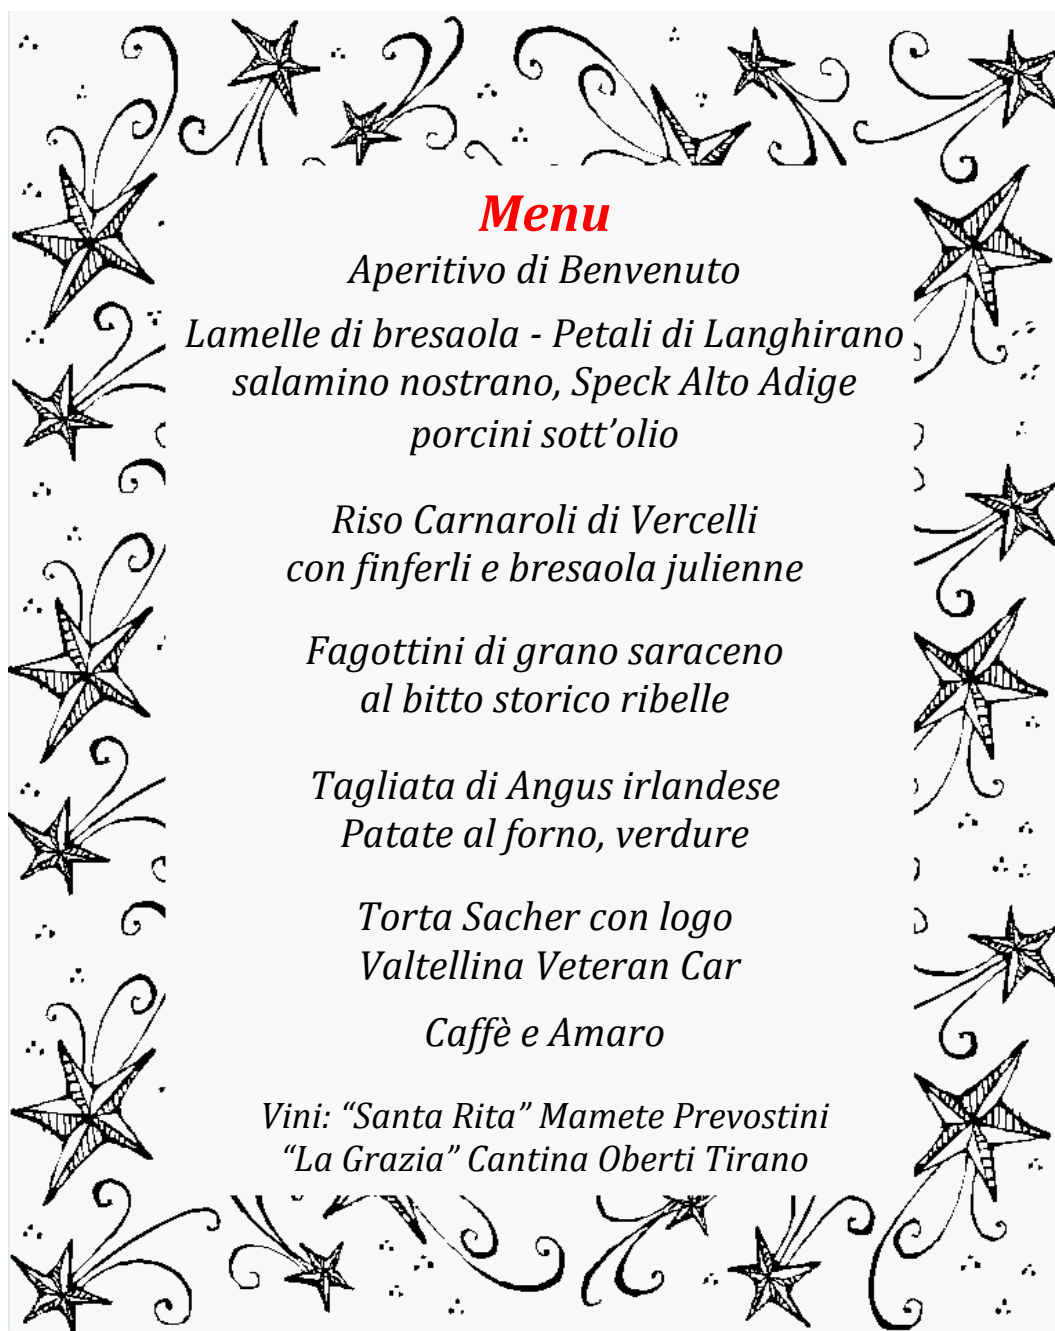 Menu
Aperitivo di Benvenuto
Lamelle di bresaola - Petali di Langhirano
salamino nostrano, Speck Alto Adige
porcini sott’olio
Riso Carnaroli di Vercelli
con finferli e bresaola julienne
Fagottini di grano saraceno
al bitto storico ribelle
Tagliata di Angus irlandese
Patate al forno, verdure
Torta Sacher con logo
Valtellina Veteran Car
Caffè e Amaro
Vini: “Santa Rita” Mamete Prevostini
“La Grazia” Cantina Oberti Tirano